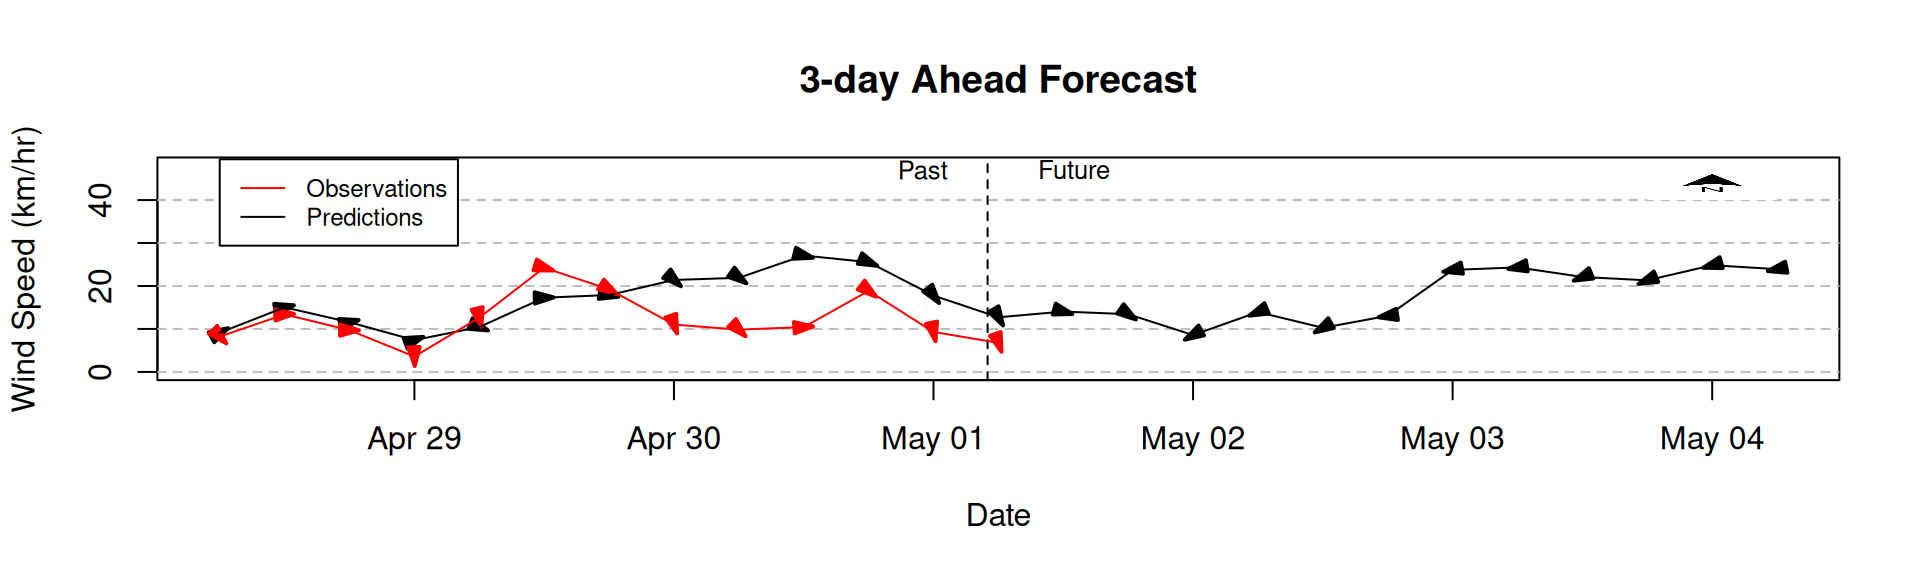 3-day Ahead Forecast
Wind Speed (km/hr)
40
20
0
Observations
Predictions
Past
Future
N
Apr 29
Apr 30
May 01
May 02
May 03
May 04
Date